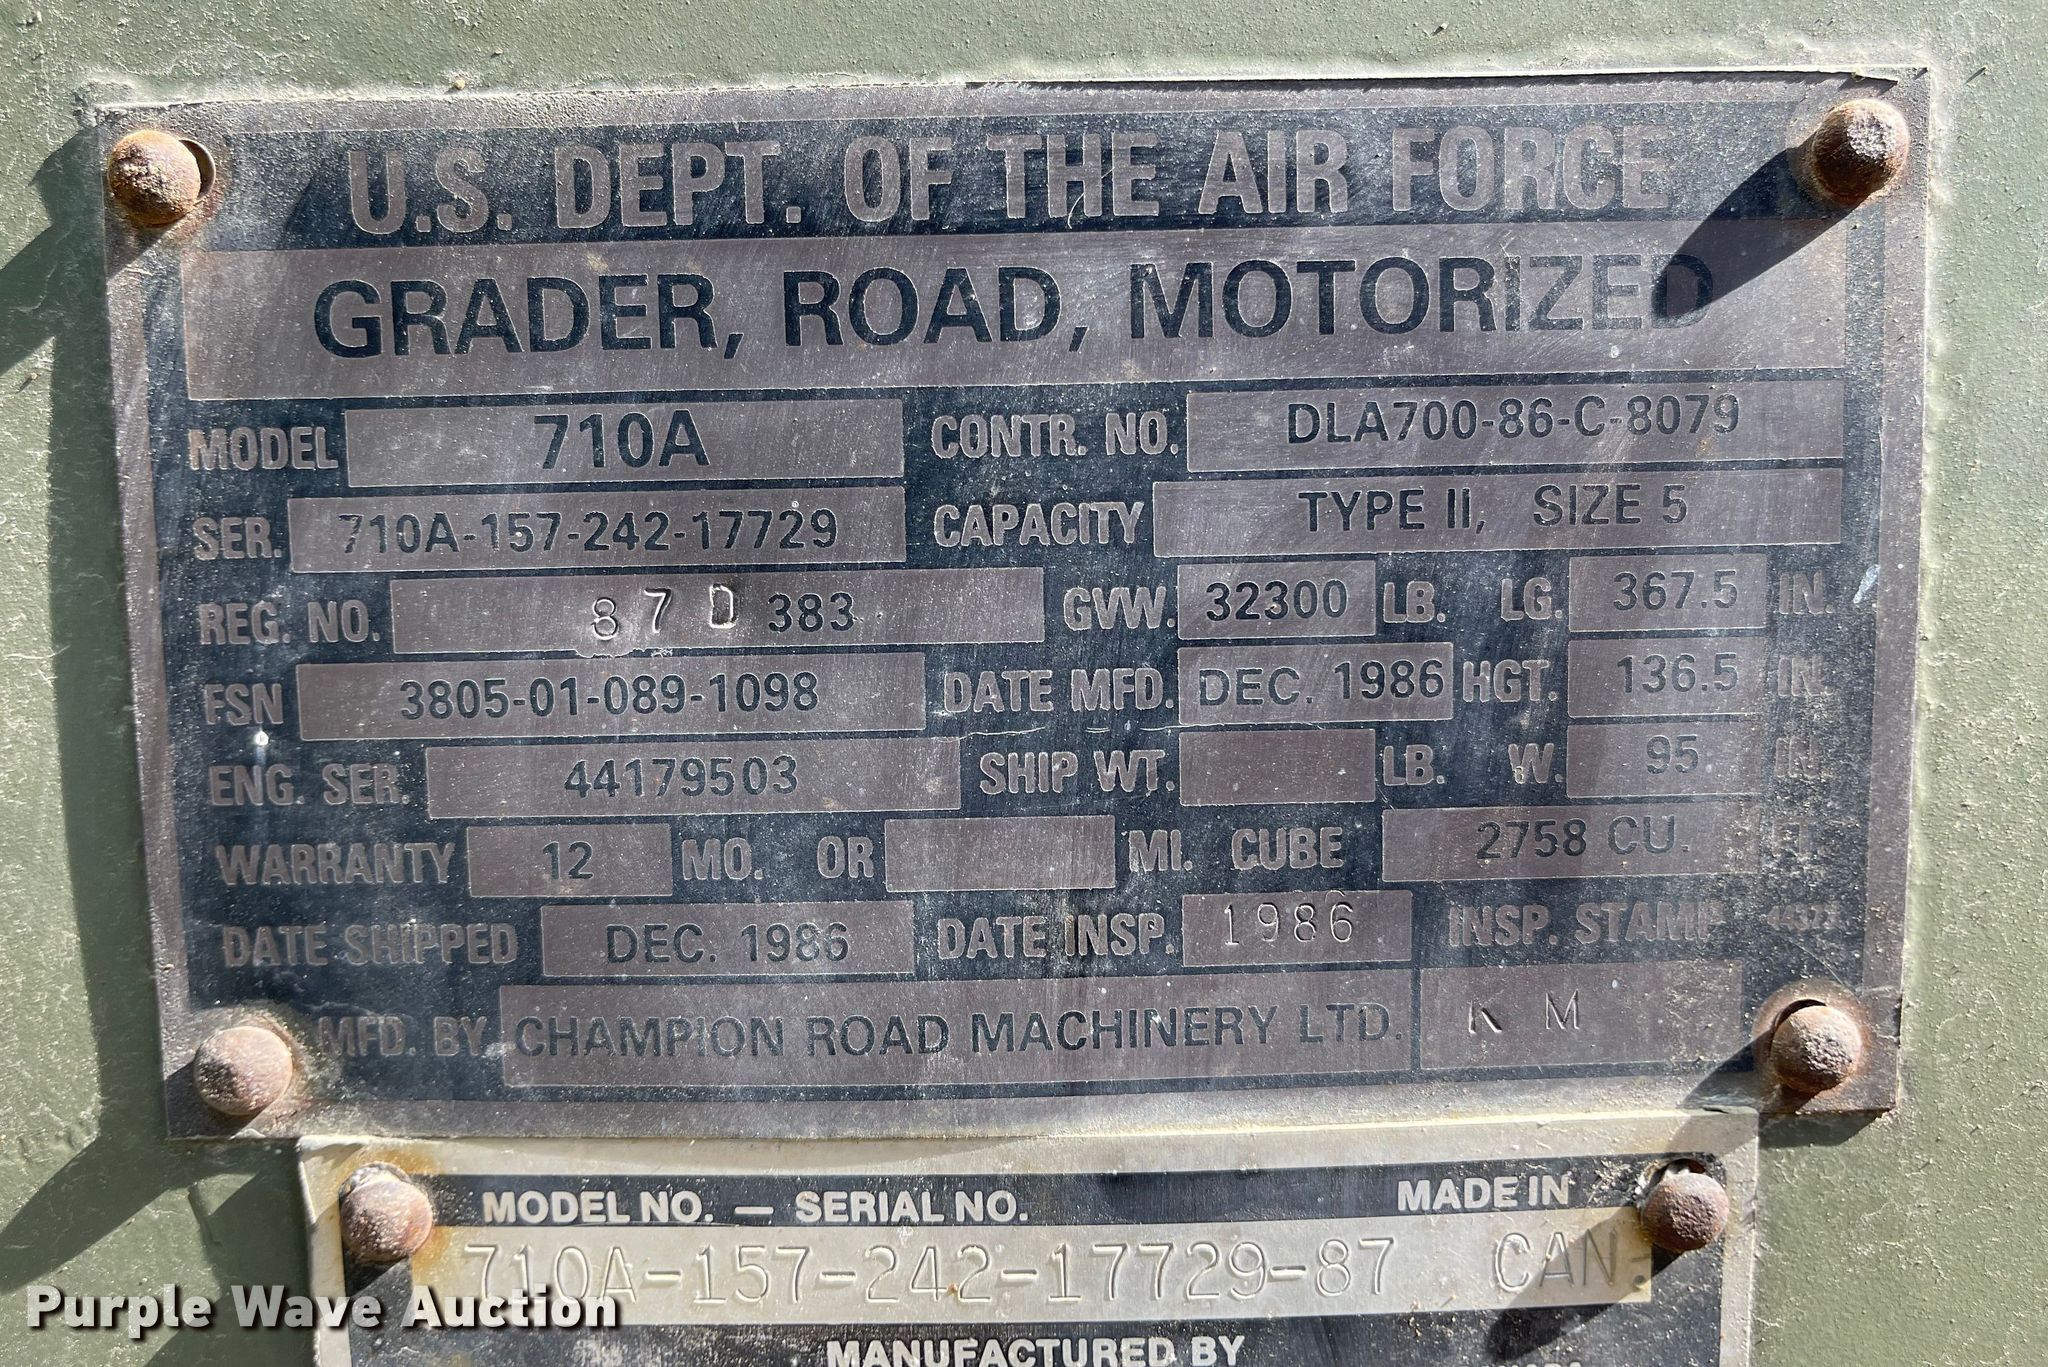 U.S. DEPT. OF THE AIR FORCE
GRADER, ROAD, MOTORIZED
MODEL 710A CONTR. NO. DLA700-86-C-8079
SER. 710A-157-242-17729 CAPACITY TYPE II, SIZE 5
REG. NO. 87D383 GVW. 32300 LB. LG. 367.5 IN.
FSN 3805-01-089-1098 DATE MFD. DEC. 1986 HGT. 136.5 IN.
ENG. SER. 44179503 SHIP WT. LB. W. 95 IN.
WARRANTY 12 MO. OR MI. CUBE 2758 CU. FT.
DATE SHIPPED DEC. 1986 DATE INSP. 1986 INSP. STAMP
MFD. BY CHAMPION ROAD MACHINERY LTD. K M
MODEL NO. — SERIAL NO. MADE IN
710A-157-242-17729-87 CAN.
MANUFACTURED BY
Purple Wave Auction